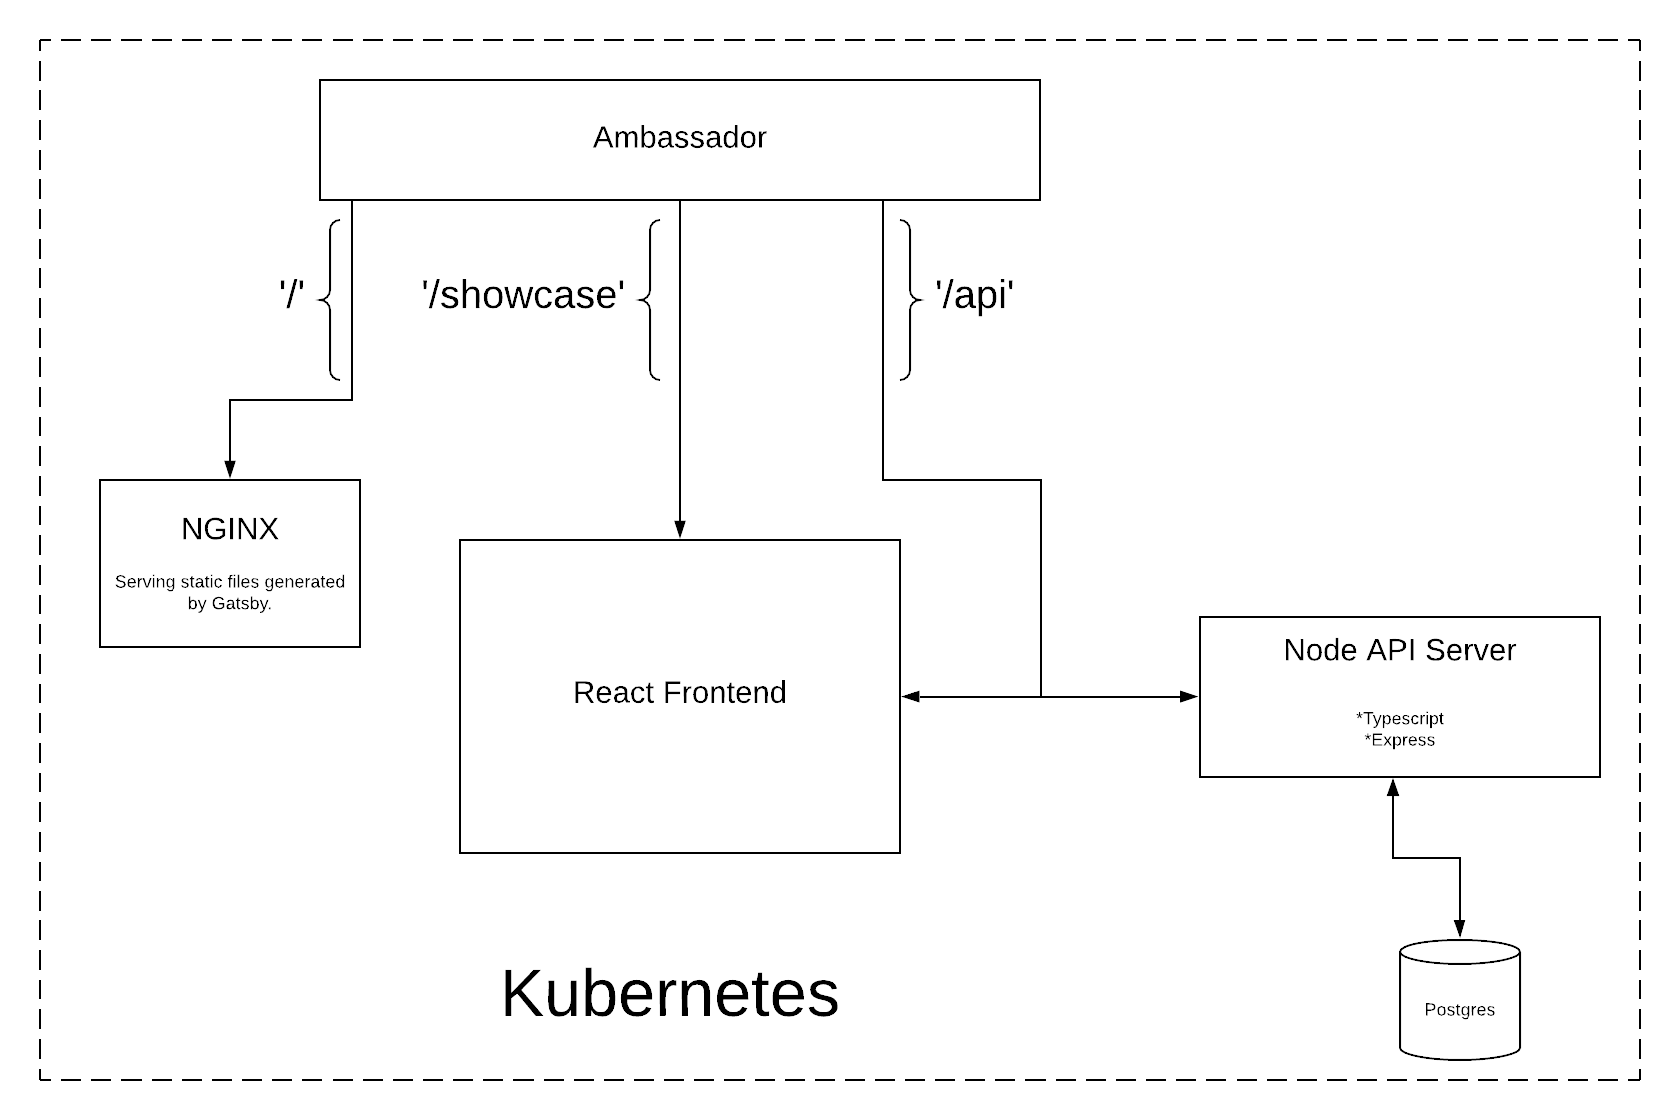 Ambassador
'/'
'/showcase'
'/api'
NGINX
Serving static files generated
by Gatsby.
React Frontend
Node API Server
*Typescript
*Express
Kubernetes
Postgres